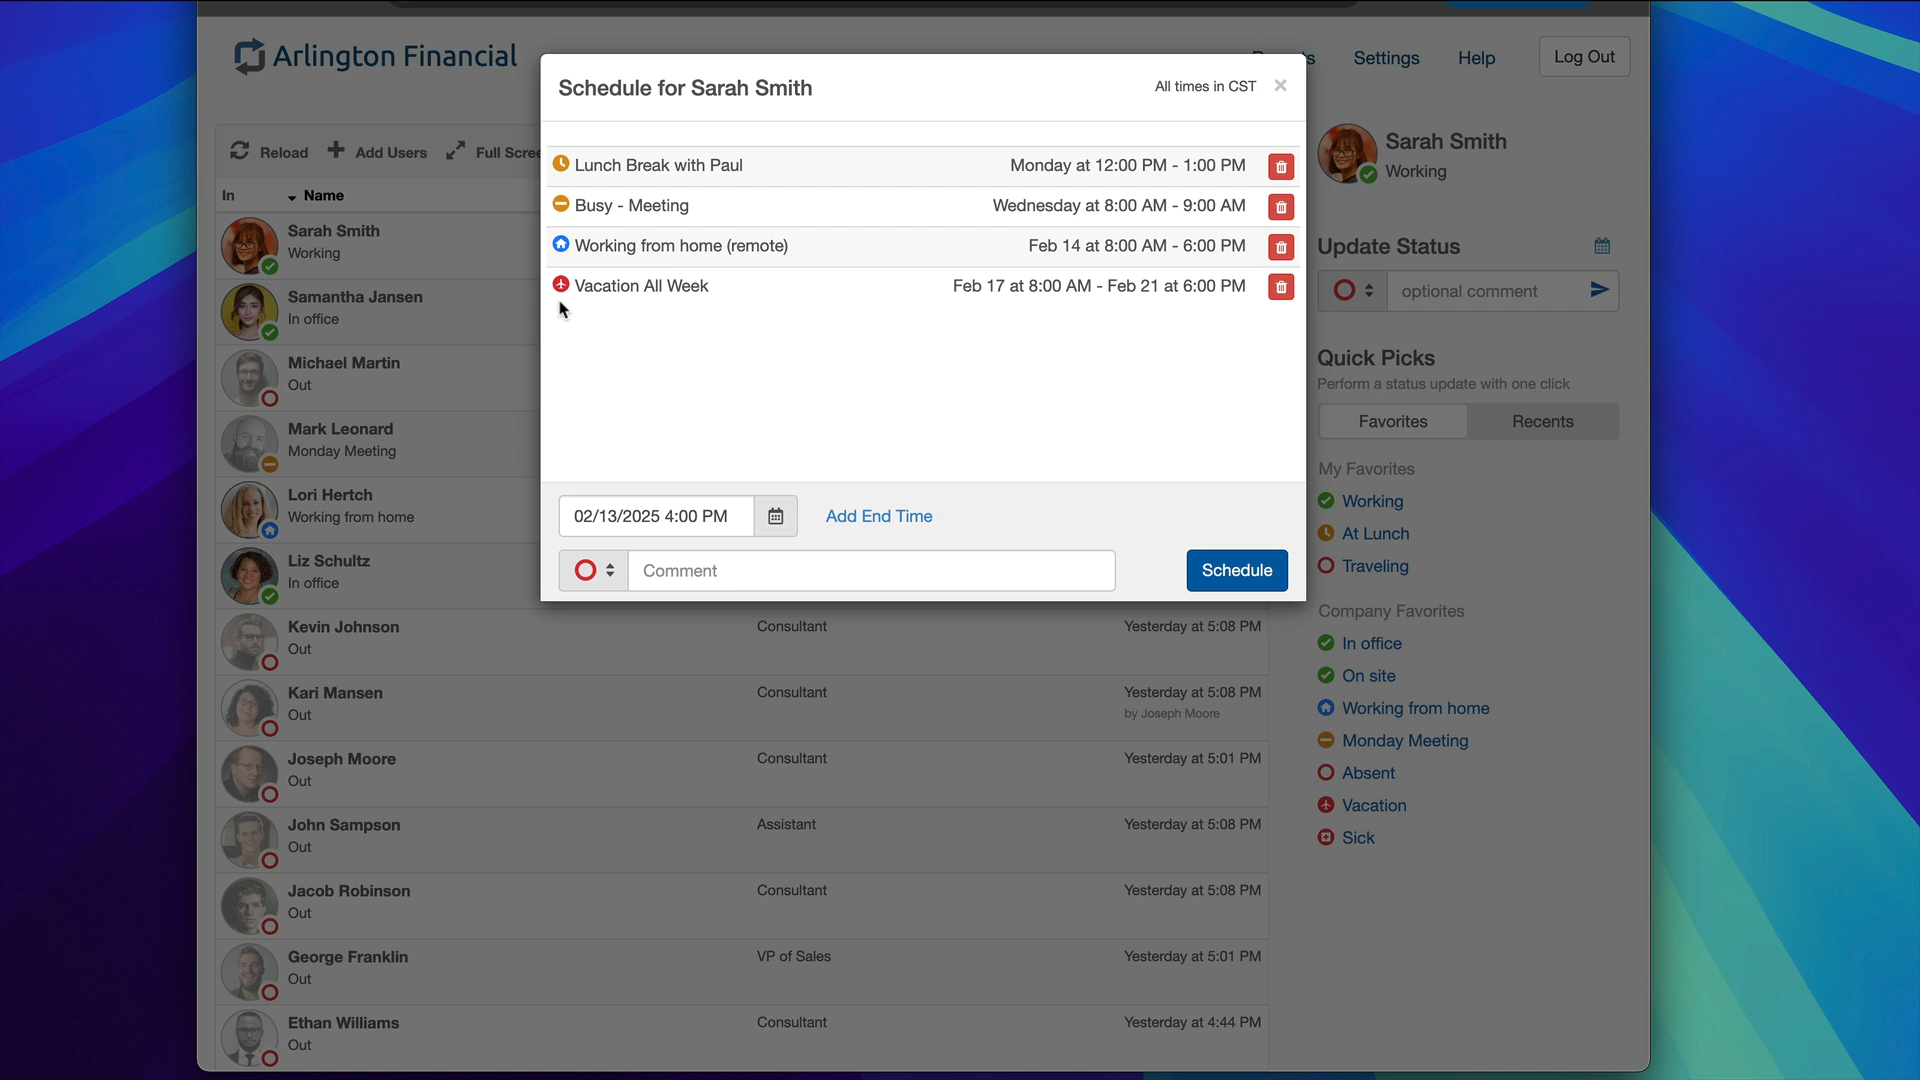 Arlington Financial
Settings
Help
Log Out
Schedule for Sarah Smith
All times in CST
Lunch Break with Paul
Monday at 12:00 PM - 1:00 PM
Busy - Meeting
Wednesday at 8:00 AM - 9:00 AM
Working from home (remote)
Feb 14 at 8:00 AM - 6:00 PM
Vacation All Week
Feb 17 at 8:00 AM - Feb 21 at 6:00 PM
02/13/2025 4:00 PM
Add End Time
Comment
Schedule
Reload
Add Users
Full Scree
In
Name
Sarah Smith
Working
Samantha Jansen
In office
Michael Martin
Out
Mark Leonard
Monday Meeting
Lori Hertch
Working from home
Liz Schultz
In office
Kevin Johnson
Out
Consultant
Yesterday at 5:08 PM
Kari Mansen
Out
Consultant
Yesterday at 5:08 PM
by Joseph Moore
Joseph Moore
Out
Consultant
Yesterday at 5:01 PM
John Sampson
Out
Assistant
Yesterday at 5:08 PM
Jacob Robinson
Out
Consultant
Yesterday at 5:08 PM
George Franklin
Out
VP of Sales
Yesterday at 5:01 PM
Ethan Williams
Out
Consultant
Yesterday at 4:44 PM
Sarah Smith
Working
Update Status
optional comment
Quick Picks
Perform a status update with one click
Favorites
Recents
My Favorites
Working
At Lunch
Traveling
Company Favorites
In office
On site
Working from home
Monday Meeting
Absent
Vacation
Sick